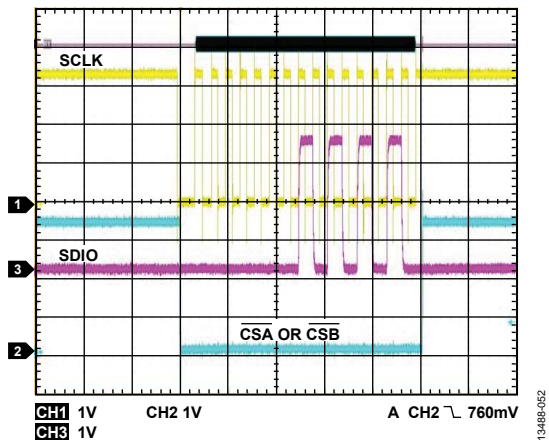 SCLK
1
SDIO
3
CSA OR CSB
2
CH1 1V CH2 1V A CH2 760mV
CH3 1V
13488-052